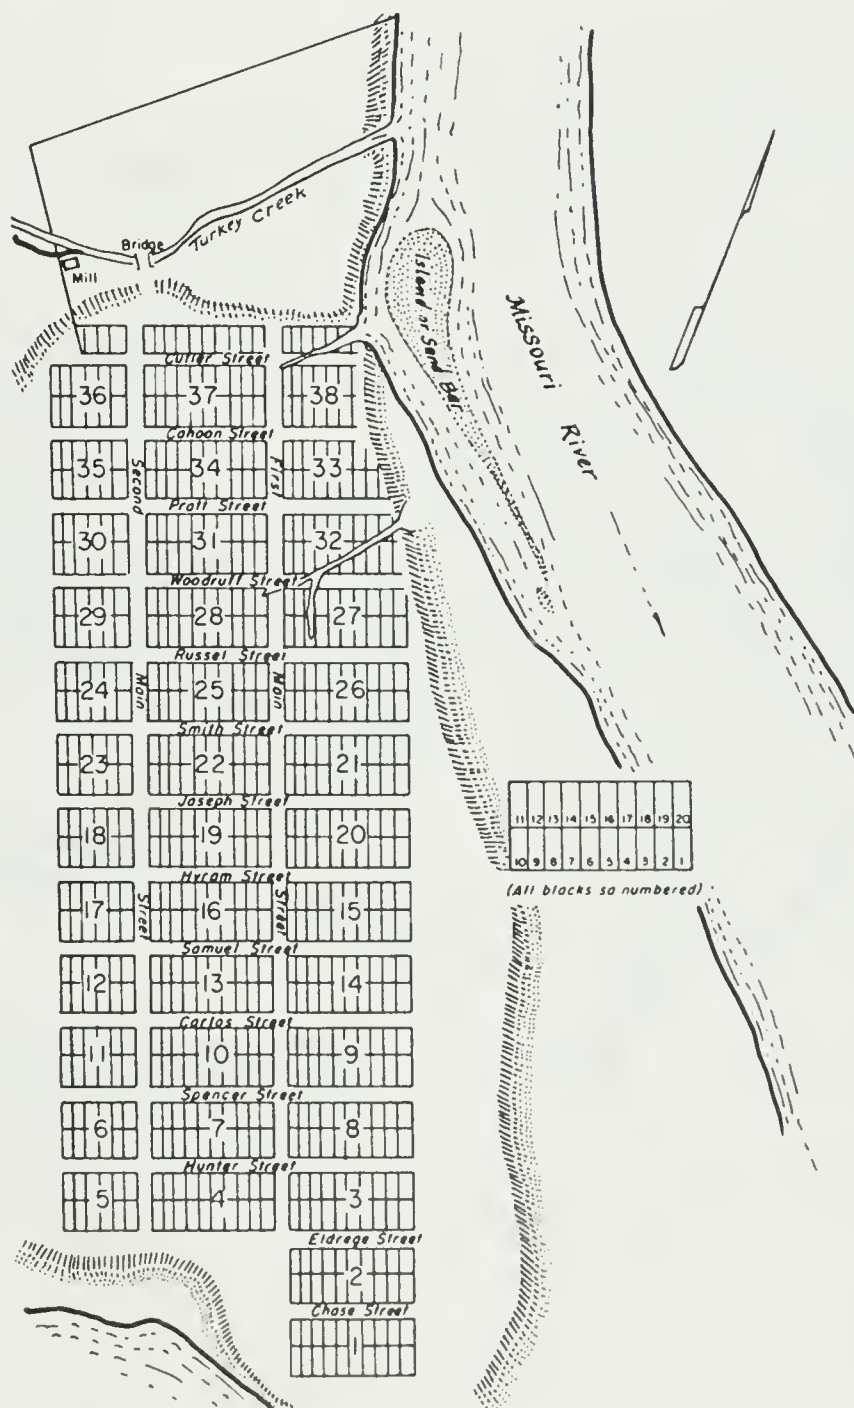 Turkey Creek
Bridge
Mill
Island or Sand Bar
Missouri River
Cutler Street
36 37 38
Cahoon Street
35 34 33
Second
First
Pratt Street
30 31 32
Woodruff Street
29 28 27
Russel Street
24 25 26
Main
Main
Smith Street
23 22 21
Joseph Street
18 19 20
Hyram Street
17 16 15
Street
Street
Samuel Street
12 13 14
Carlos Street
11 10 9
Spencer Street
6 7 8
Hunter Street
5 4 3
Eldrege Street
2
Chase Street
1
11 12 13 14 15 16 17 18 19 20
10 9 8 7 6 5 4 3 2 1
(All blocks so numbered)